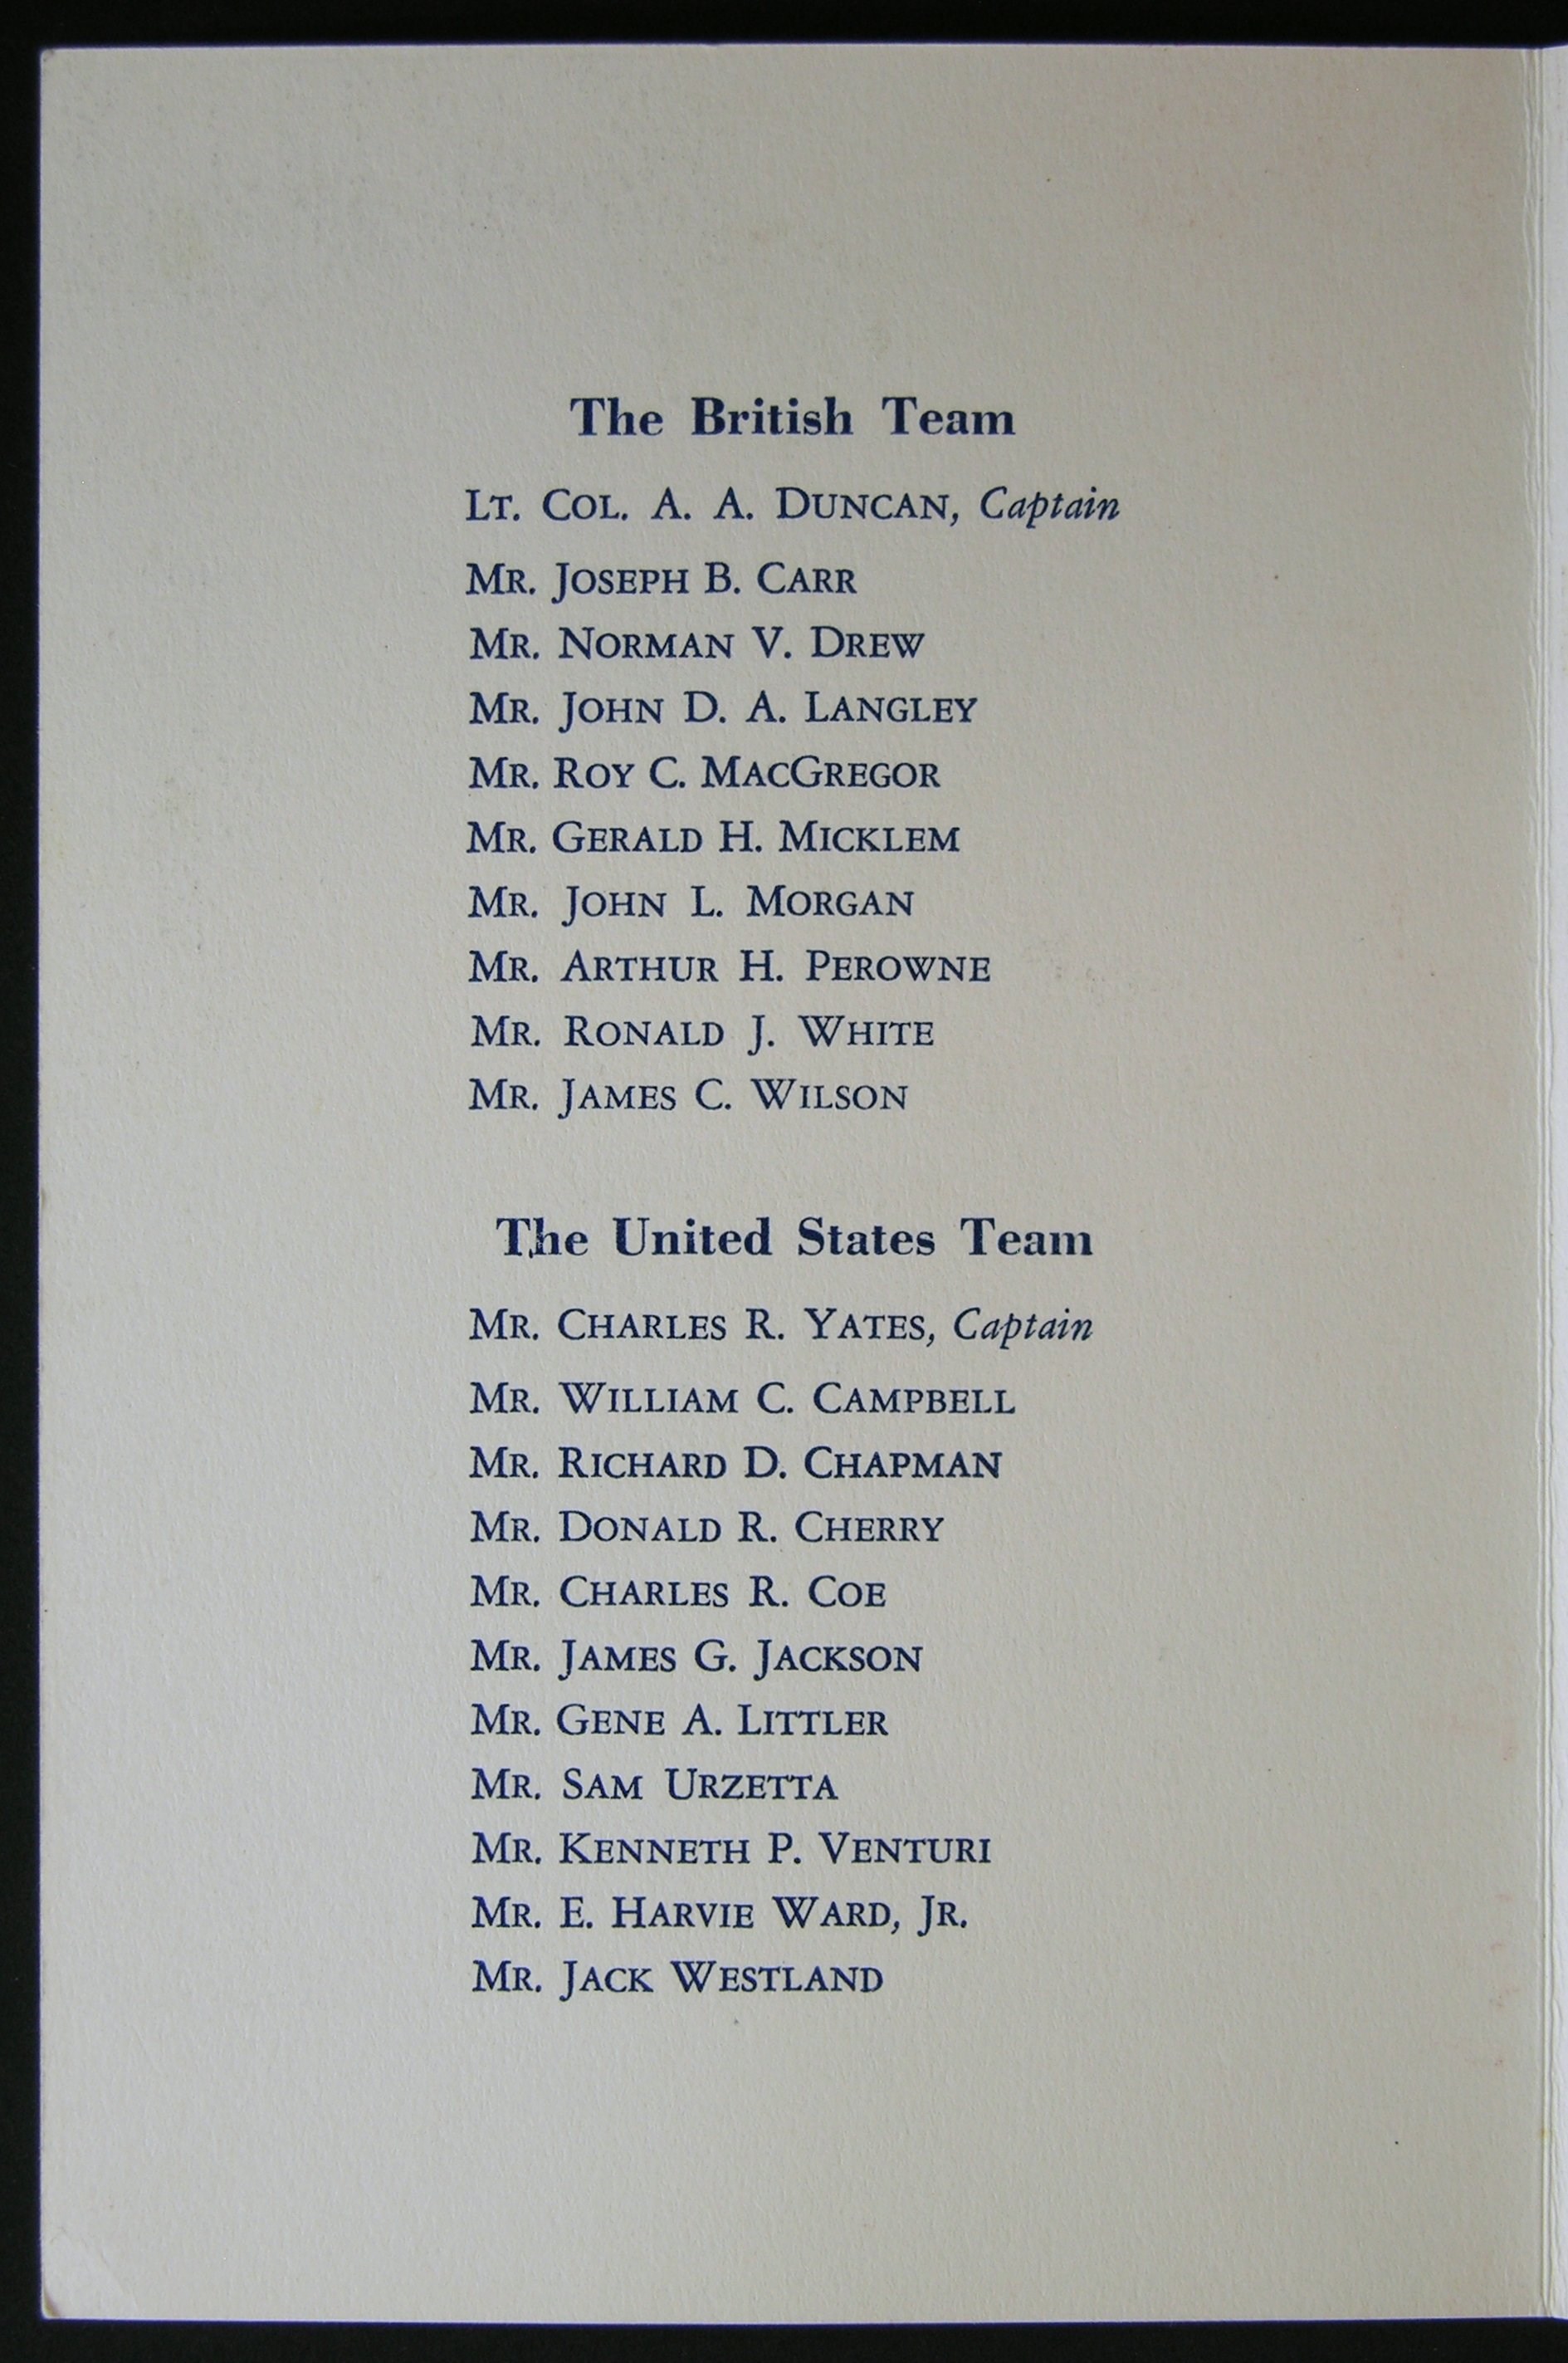 The British Team
Lt. Col. A. A. Duncan, Captain
Mr. Joseph B. Carr
Mr. Norman V. Drew
Mr. John D. A. Langley
Mr. Roy C. MacGregor
Mr. Gerald H. Micklem
Mr. John L. Morgan
Mr. Arthur H. Perowne
Mr. Ronald J. White
Mr. James C. Wilson
The United States Team
Mr. Charles R. Yates, Captain
Mr. William C. Campbell
Mr. Richard D. Chapman
Mr. Donald R. Cherry
Mr. Charles R. Coe
Mr. James G. Jackson
Mr. Gene A. Littler
Mr. Sam Urzetta
Mr. Kenneth P. Venturi
Mr. E. Harvie Ward, Jr.
Mr. Jack Westland